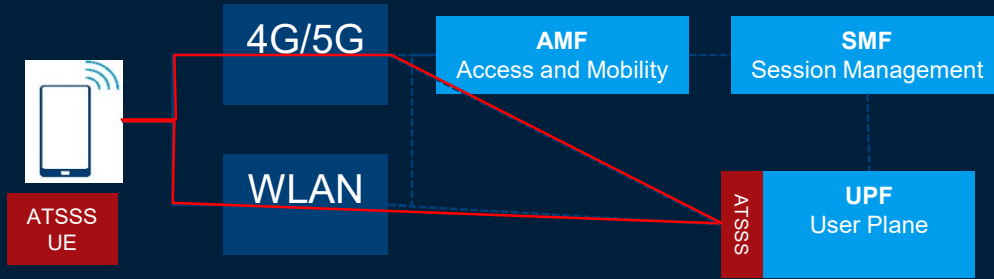 4G/5G
AMF
Access and Mobility
SMF
Session Management
WLAN
ATSSS
UE
ATSSS
UPF
User Plane